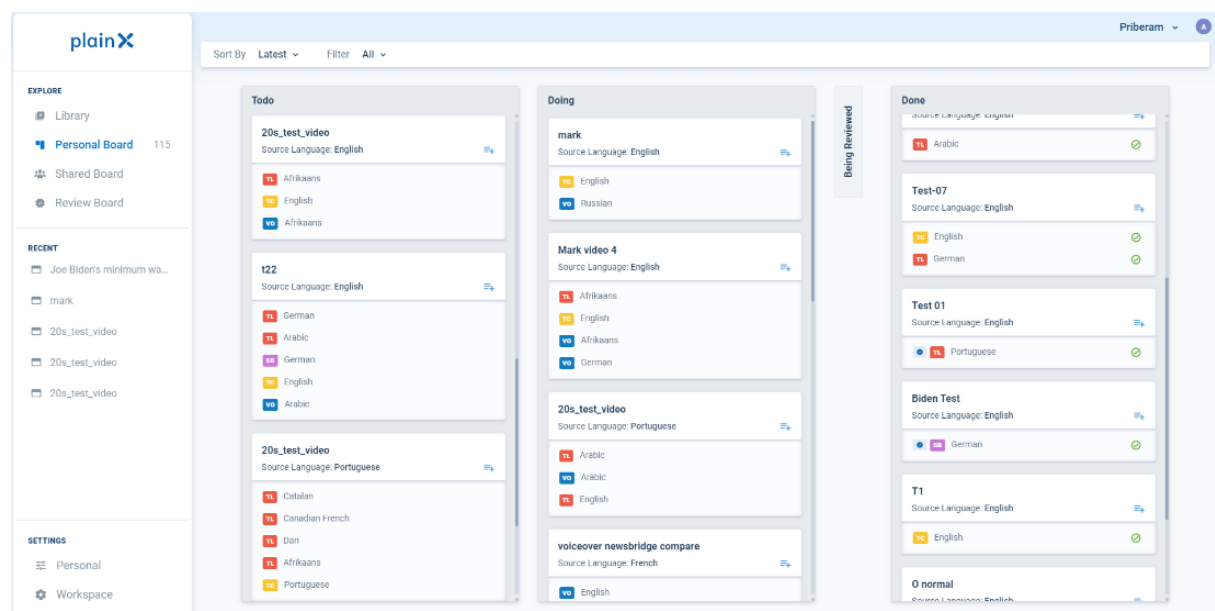 plainX
Priberam
A
Sort By Latest Filter All
EXPLORE
Library
Personal Board 115
Shared Board
Review Board
RECENT
Joe Biden's minimum wa...
mark
20s_test_video
20s_test_video
20s_test_video
SETTINGS
Personal
Workspace
Todo
20s_test_video
Source Language: English
TL Afrikaans
TC English
VO Afrikaans
t22
Source Language: English
TL German
TL Arabic
SB German
TC English
VO Arabic
20s_test_video
Source Language: Portuguese
TL Catalan
TL Canadian French
TL Dari
TL Afrikaans
TC Portuguese
Doing
mark
Source Language: English
TC English
VO Russian
Mark video 4
Source Language: English
TL Afrikaans
TC English
VO Afrikaans
VO German
20s_test_video
Source Language: Portuguese
TL Arabic
VO Arabic
TL English
voiceover newsbridge compare
Source Language: French
VO English
Being Reviewed
Done
Source Language: English
TL Arabic
Test-07
Source Language: English
TC English
TL German
Test 01
Source Language: English
TL Portuguese
Biden Test
Source Language: English
SB German
T1
Source Language: English
TC English
O normal
Source Language: English